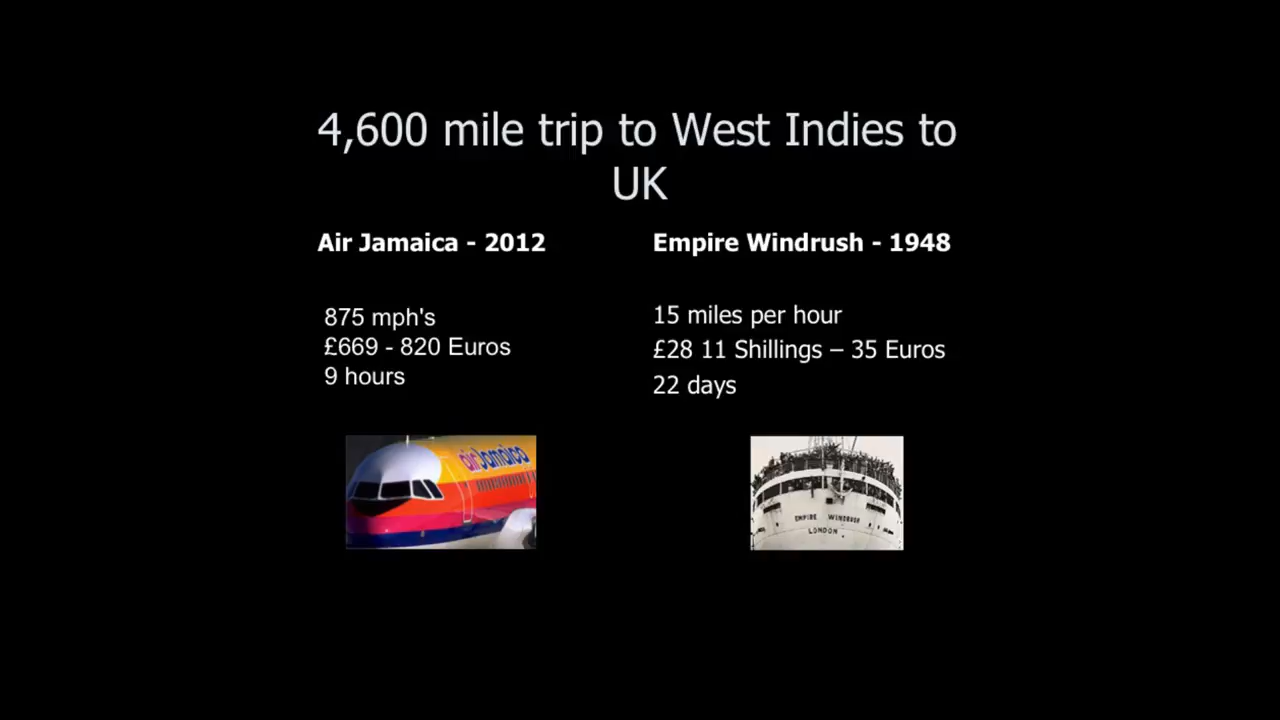 4,600 mile trip to West Indies to
UK
Air Jamaica - 2012
875 mph's
£669 - 820 Euros
9 hours
Empire Windrush - 1948
15 miles per hour
£28 11 Shillings – 35 Euros
22 days
airJamaica
EMPIRE WINDRUSH
LONDON